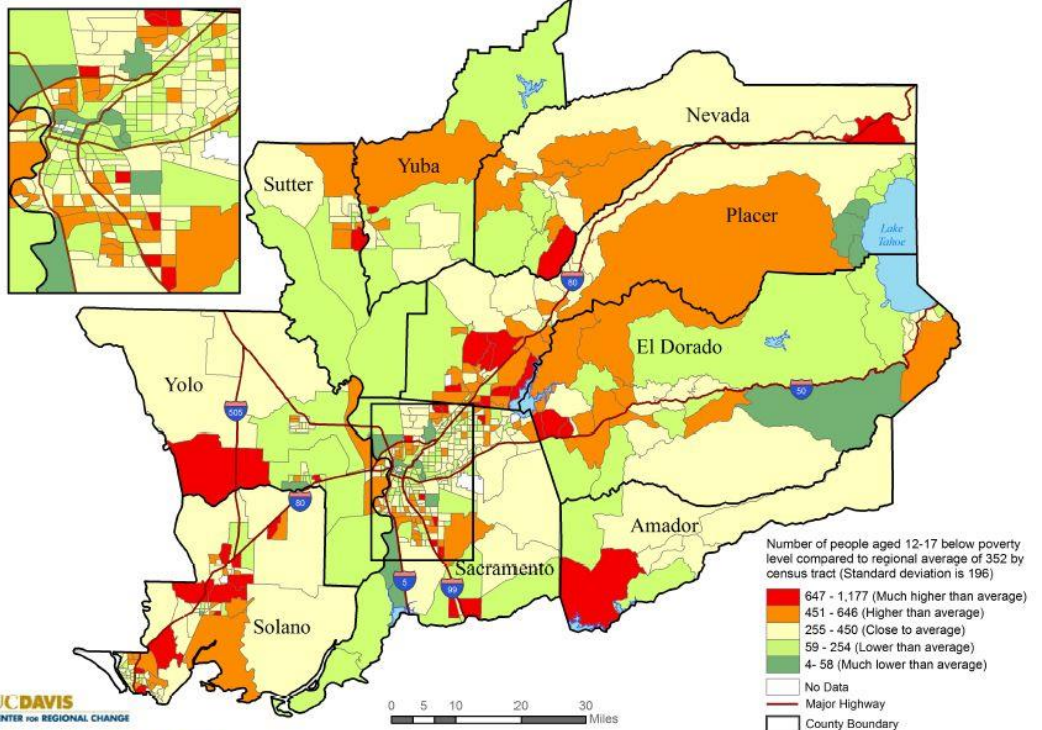 Nevada
Yuba
Sutter
Placer
Lake
Tahoe
80
El Dorado
Yolo
50
505
80
Amador
Sacramento
5
99
Solano
Number of people aged 12-17 below poverty
level compared to regional average of 352 by
census tract (Standard deviation is 196)
647 - 1,177 (Much higher than average)
451 - 646 (Higher than average)
255 - 450 (Close to average)
59 - 254 (Lower than average)
4- 58 (Much lower than average)
No Data
Major Highway
County Boundary
UCDAVIS
ENTER FOR REGIONAL CHANGE
0 5 10 20 30
Miles